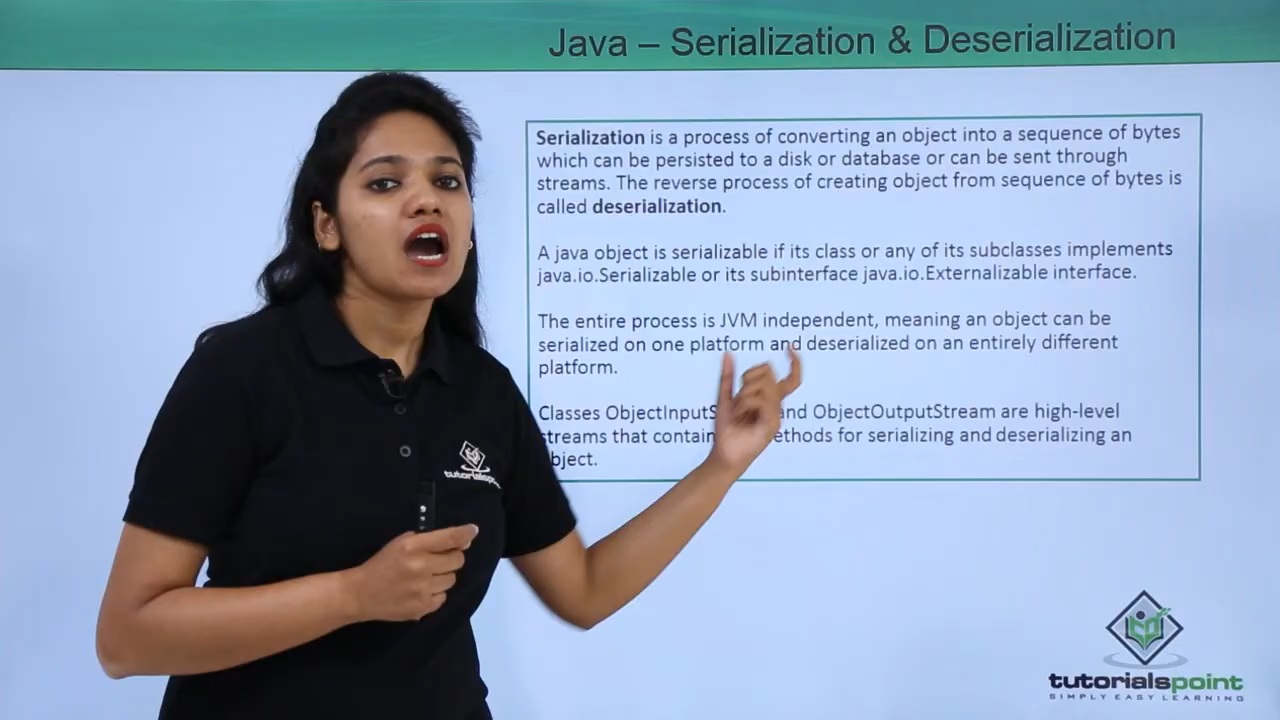 Java – Serialization & Deserialization
Serialization is a process of converting an object into a sequence of bytes
which can be persisted to a disk or database or can be sent through
streams. The reverse process of creating object from sequence of bytes is
called deserialization.
A java object is serializable if its class or any of its subclasses implements
java.io.Serializable or its subinterface java.io.Externalizable interface.
The entire process is JVM independent, meaning an object can be
serialized on one platform and deserialized on an entirely different
platform.
Classes and ObjectOutputStream are high-level
streams that contain for serializing and deserializing an
tutorialspoint
tutorialspoint
SIMPLY EASY LEARNING